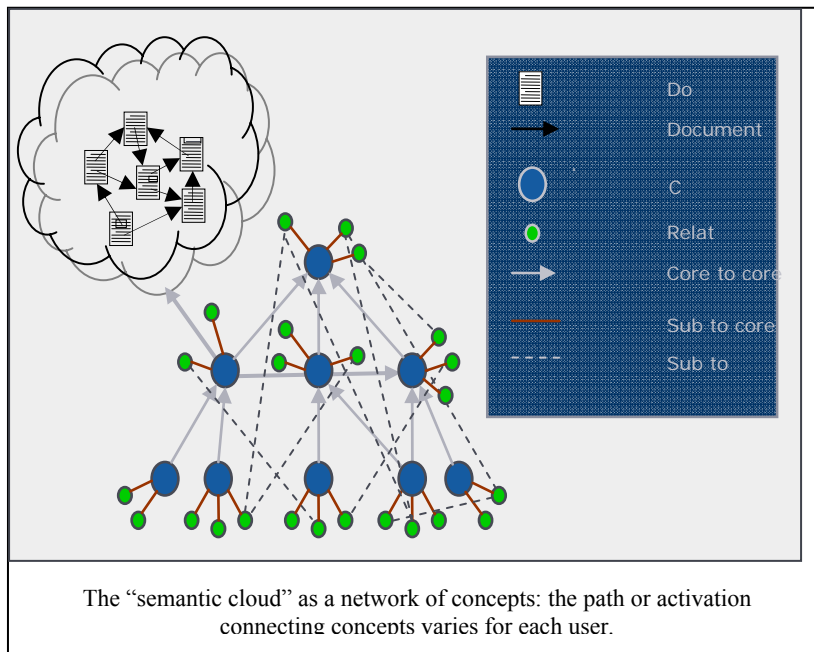 Do
Document
C
Relat
Core to core
Sub to core
Sub to
The “semantic cloud” as a network of concepts: the path or activation
connecting concepts varies for each user.